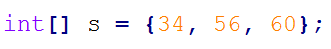 int[] s = {34, 56, 60};